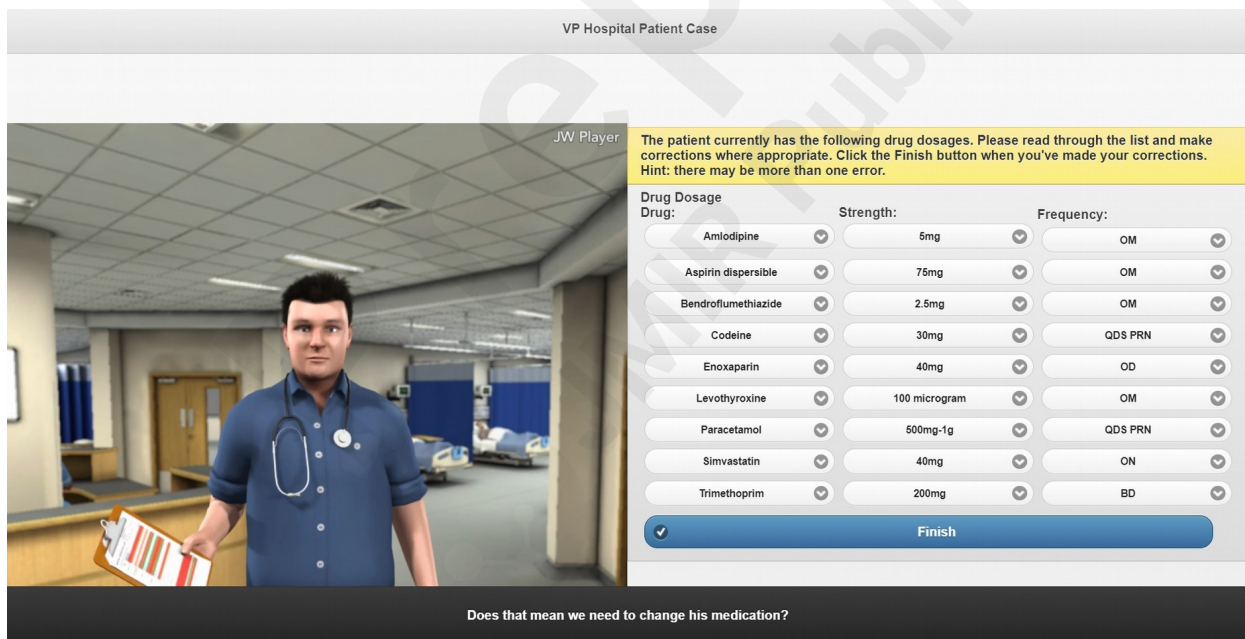 VP Hospital Patient Case
JW Player
The patient currently has the following drug dosages. Please read through the list and make
corrections where appropriate. Click the Finish button when you've made your corrections.
Hint: there may be more than one error.
Drug Dosage
Drug: Strength: Frequency:
Amlodipine 5mg OM
Aspirin dispersible 75mg OM
Bendroflumethiazide 2.5mg OM
Codeine 30mg QDS PRN
Enoxaparin 40mg OD
Levothyroxine 100 microgram OM
Paracetamol 500mg-1g QDS PRN
Simvastatin 40mg ON
Trimethoprim 200mg BD
Finish
Does that mean we need to change his medication?